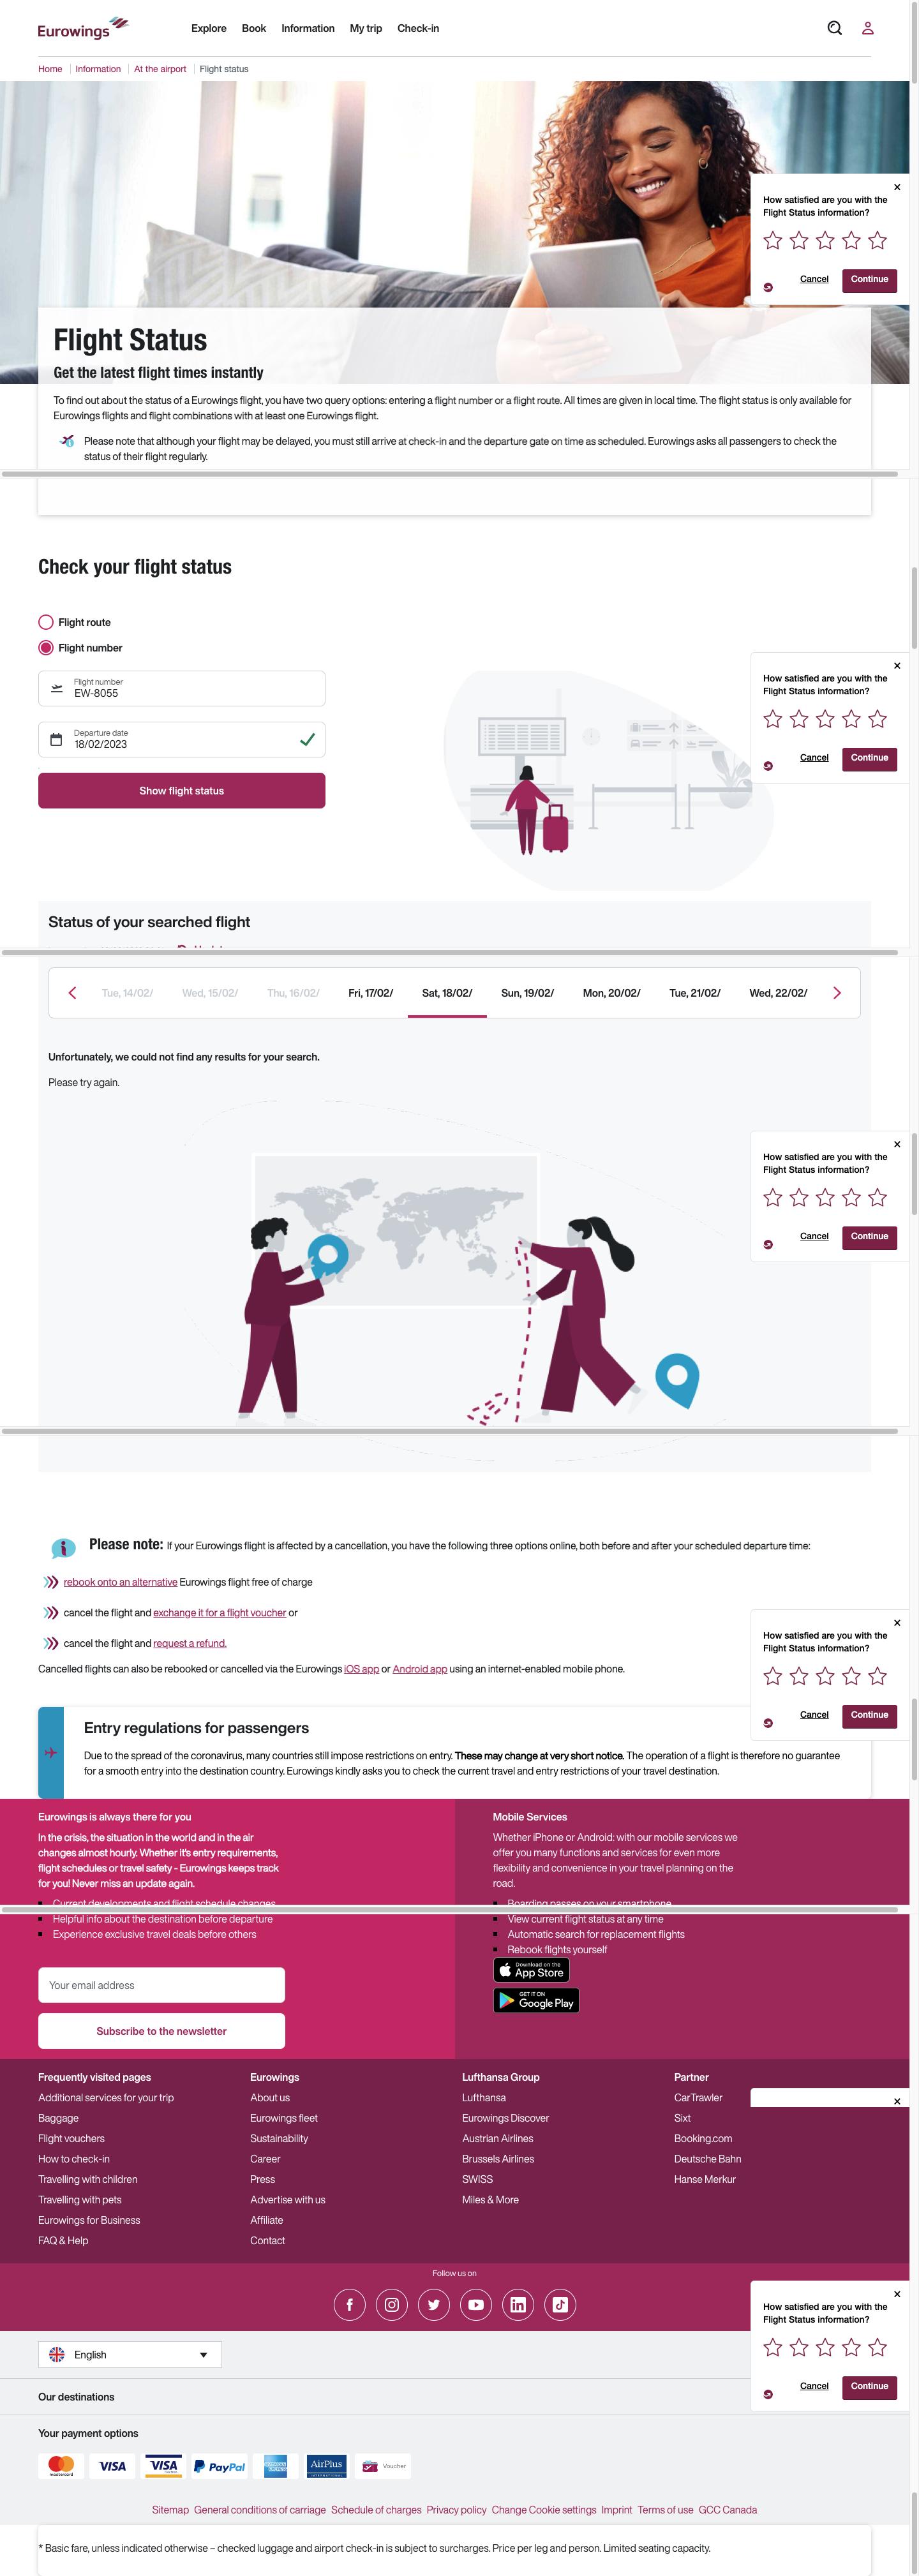 Eurowings
Explore Book Information My trip Check-in
Home Information At the airport Flight status
How satisfied are you with the
Flight Status information?
Cancel Continue
Flight Status
Get the latest flight times instantly
To find out about the status of a Eurowings flight, you have two query options: entering a flight number or a flight route. All times are given in local time. The flight status is only available for
Eurowings flights and flight combinations with at least one Eurowings flight.
Please note that although your flight may be delayed, you must still arrive at check-in and the departure gate on time as scheduled. Eurowings asks all passengers to check the
status of their flight regularly.
Check your flight status
Flight route
Flight number
Flight number
EW-8055
Departure date
18/02/2023
Show flight status
How satisfied are you with the
Flight Status information?
Cancel Continue
Status of your searched flight
Tue, 14/02/ Wed, 15/02/ Thu, 16/02/ Fri, 17/02/ Sat, 18/02/ Sun, 19/02/ Mon, 20/02/ Tue, 21/02/ Wed, 22/02/
Unfortunately, we could not find any results for your search.
Please try again.
How satisfied are you with the
Flight Status information?
Cancel Continue
Please note: If your Eurowings flight is affected by a cancellation, you have the following three options online, both before and after your scheduled departure time:
rebook onto an alternative Eurowings flight free of charge
cancel the flight and exchange it for a flight voucher or
cancel the flight and request a refund.
Cancelled flights can also be rebooked or cancelled via the Eurowings iOS app or Android app using an internet-enabled mobile phone.
How satisfied are you with the
Flight Status information?
Cancel Continue
Entry regulations for passengers
Due to the spread of the coronavirus, many countries still impose restrictions on entry. These may change at very short notice. The operation of a flight is therefore no guarantee
for a smooth entry into the destination country. Eurowings kindly asks you to check the current travel and entry restrictions of your travel destination.
Eurowings is always there for you
In the crisis, the situation in the world and in the air
changes almost hourly. Whether it's entry requirements,
flight schedules or travel safety - Eurowings keeps track
for you! Never miss an update again.
Current developments and flight schedule changes
Helpful info about the destination before departure
Experience exclusive travel deals before others
Your email address
Subscribe to the newsletter
Mobile Services
Whether iPhone or Android: with our mobile services we
offer you many functions and services for even more
flexibility and convenience in your travel planning on the
road.
Boarding passes on your smartphone
View current flight status at any time
Automatic search for replacement flights
Rebook flights yourself
Download on the
App Store
GET IT ON
Google Play
Frequently visited pages
Additional services for your trip
Baggage
Flight vouchers
How to check-in
Travelling with children
Travelling with pets
Eurowings for Business
FAQ & Help
Eurowings
About us
Eurowings fleet
Sustainability
Career
Press
Advertise with us
Affiliate
Contact
Lufthansa Group
Lufthansa
Eurowings Discover
Austrian Airlines
Brussels Airlines
SWISS
Miles & More
Partner
CarTrawler
Sixt
Booking.com
Deutsche Bahn
Hanse Merkur
Follow us on
How satisfied are you with the
Flight Status information?
Cancel Continue
English
Our destinations
Your payment options
mastercard VISA VISA PayPal AMERICAN EXPRESS AirPlus INTERNATIONAL Voucher
Sitemap General conditions of carriage Schedule of charges Privacy policy Change Cookie settings Imprint Terms of use GCC Canada
* Basic fare, unless indicated otherwise – checked luggage and airport check-in is subject to surcharges. Price per leg and person. Limited seating capacity.